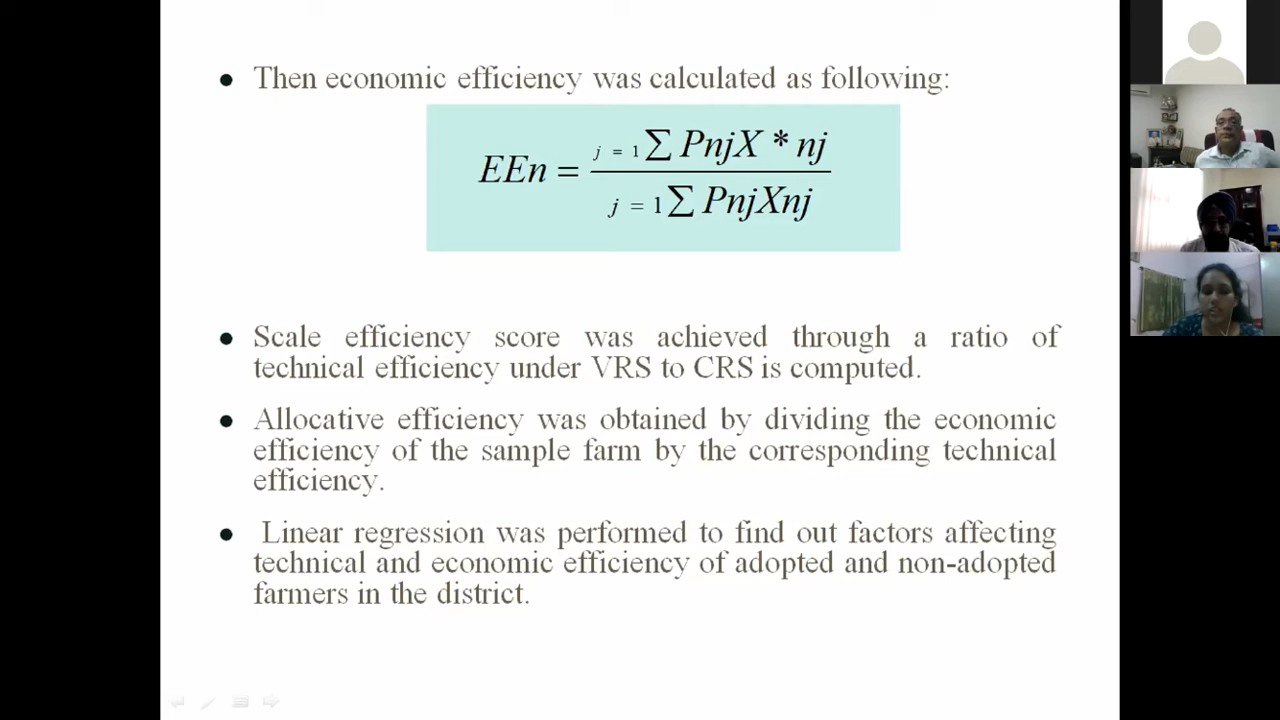 Then economic efficiency was calculated as following:
EEn = j = 1 ∑ PnjX * nj
j = 1 ∑ PnjXnj
Scale efficiency score was achieved through a ratio of
technical efficiency under VRS to CRS is computed.
Allocative efficiency was obtained by dividing the economic
efficiency of the sample farm by the corresponding technical
efficiency.
Linear regression was performed to find out factors affecting
technical and economic efficiency of adopted and non-adopted
farmers in the district.